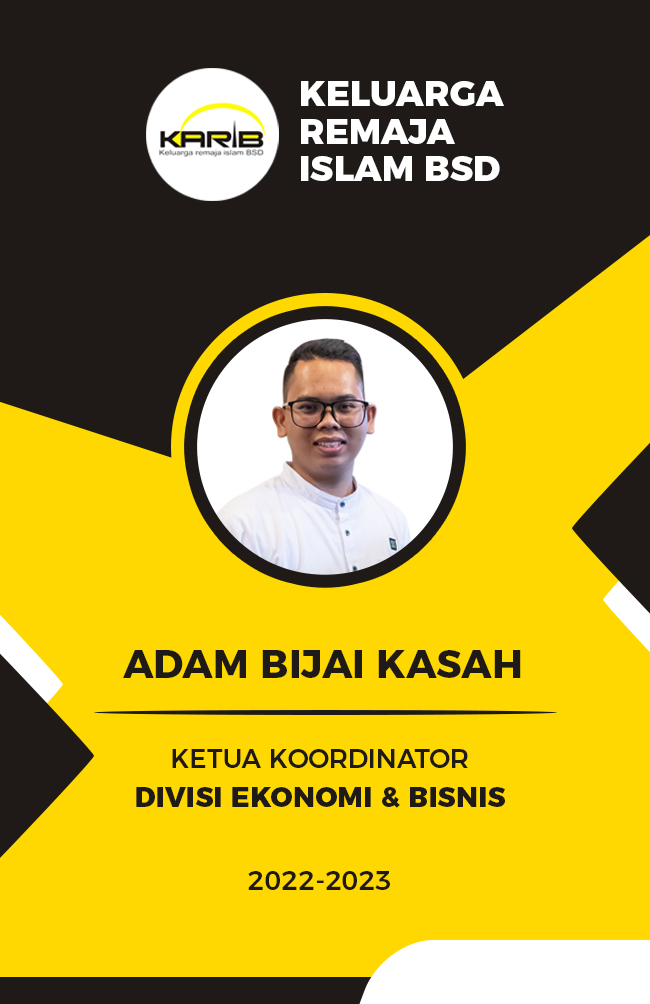 KARIB
Keluarga remaja islam BSD
KELUARGA
REMAJA
ISLAM BSD
ADAM BIJAI KASAH
KETUA KOORDINATOR
DIVISI EKONOMI & BISNIS
2022-2023